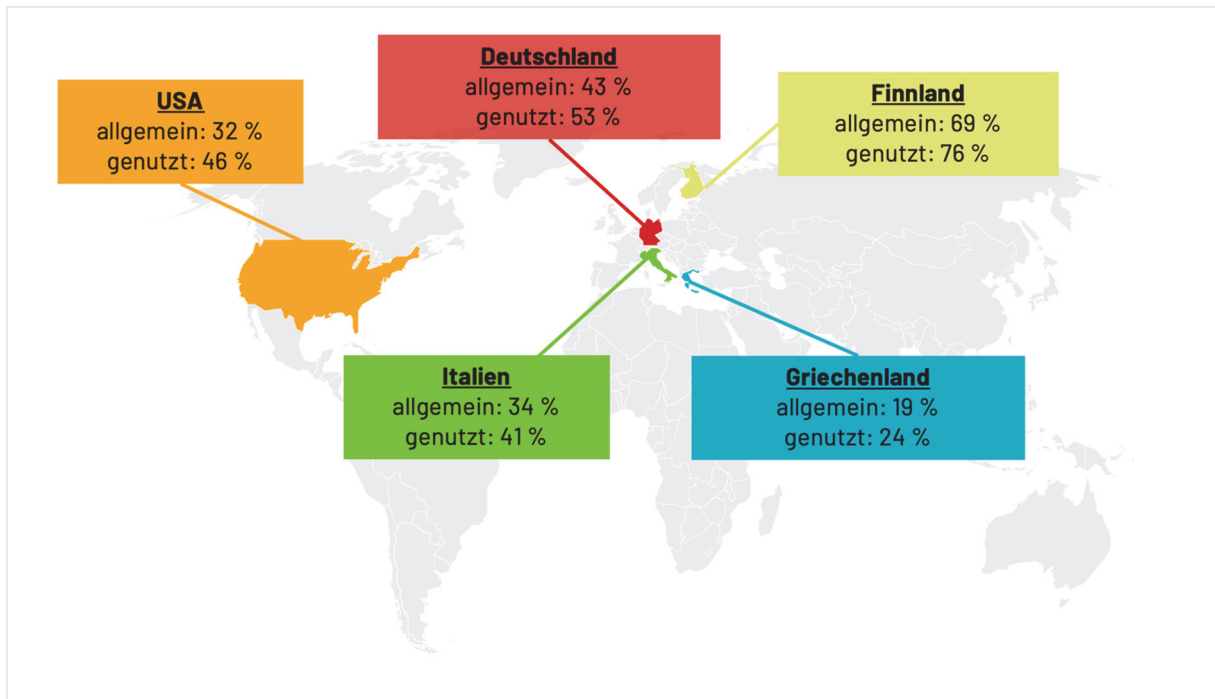 Deutschland
allgemein: 43 %
genutzt: 53 %
USA
allgemein: 32 %
genutzt: 46 %
Finnland
allgemein: 69 %
genutzt: 76 %
Italien
allgemein: 34 %
genutzt: 41 %
Griechenland
allgemein: 19 %
genutzt: 24 %